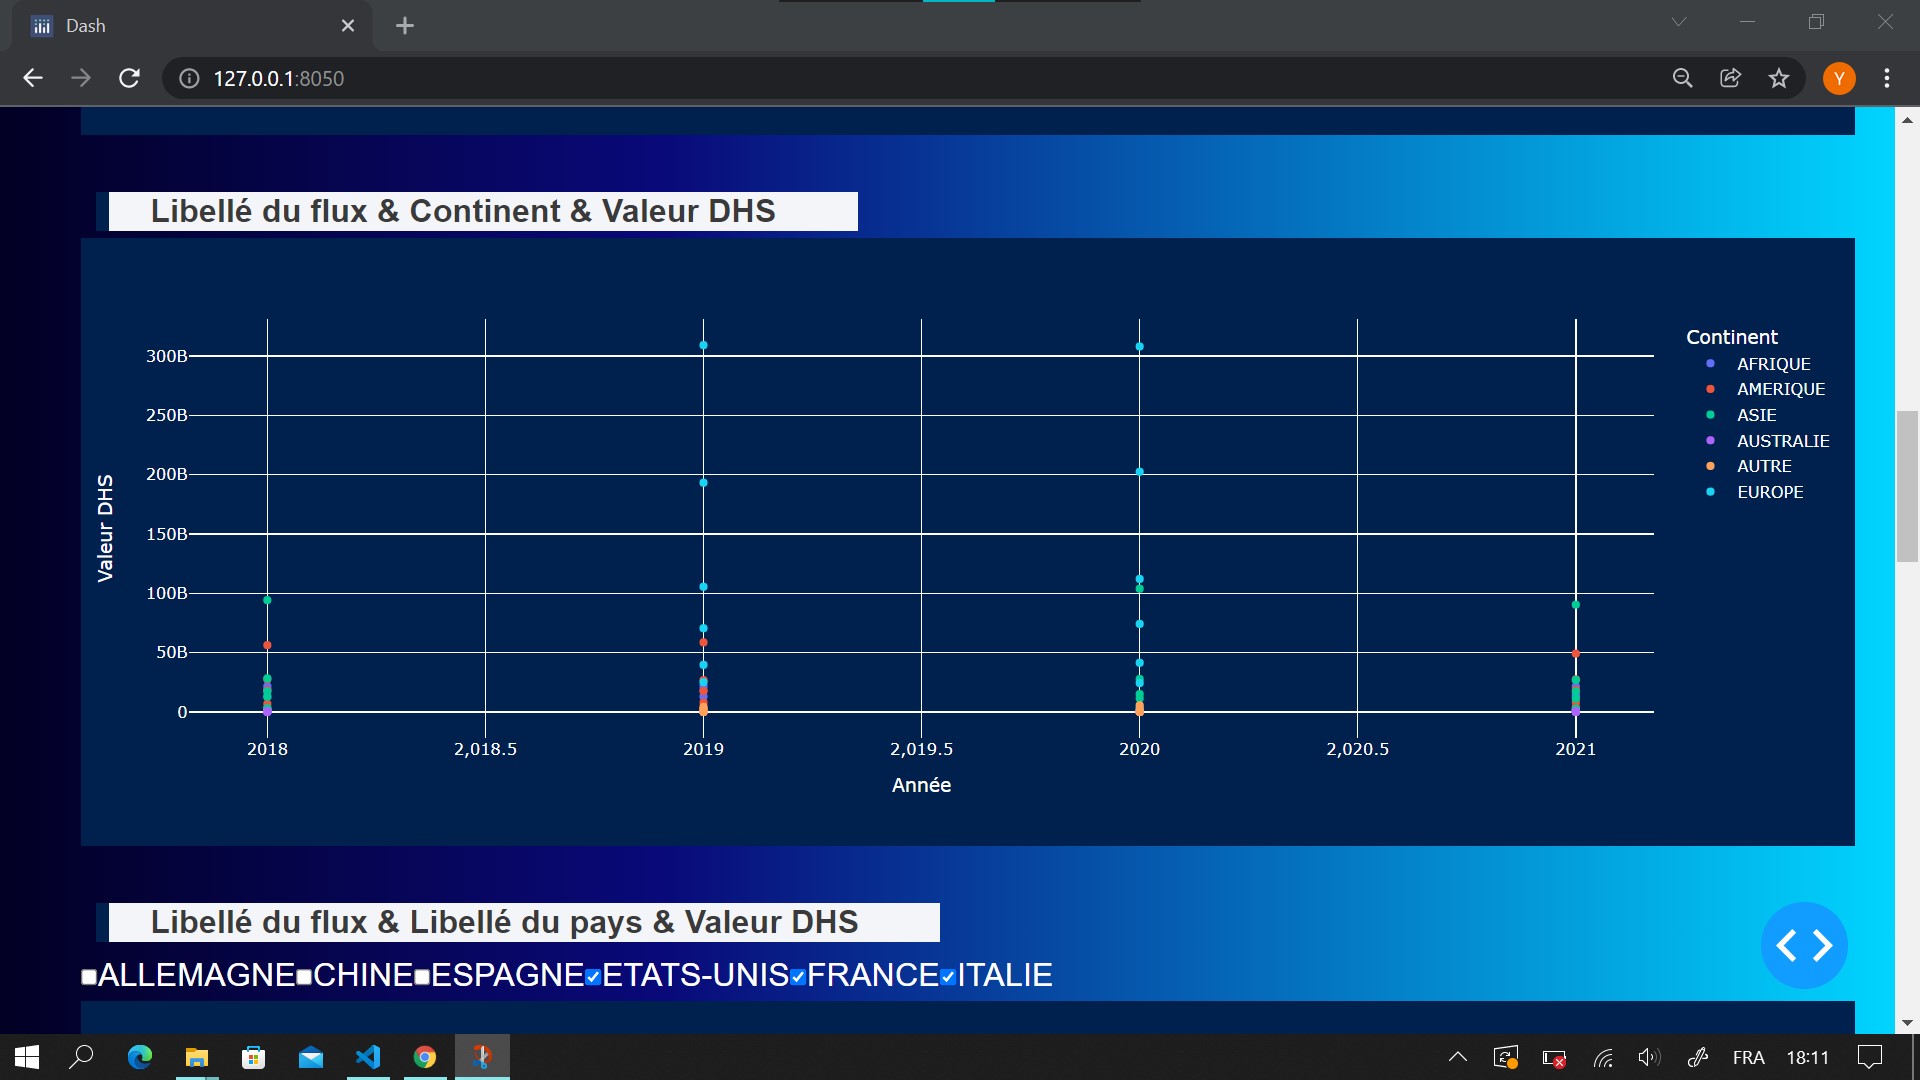 Dash
127.0.0.1:8050
Y
Libellé du flux & Continent & Valeur DHS
300B
250B
200B
150B
100B
50B
0
Valeur DHS
2018
2,018.5
2019
2,019.5
2020
2,020.5
2021
Année
Continent
AFRIQUE
AMERIQUE
ASIE
AUSTRALIE
AUTRE
EUROPE
Libellé du flux & Libellé du pays & Valeur DHS
ALLEMAGNE CHINE ESPAGNE ETATS-UNIS FRANCE ITALIE
FRA
18:11